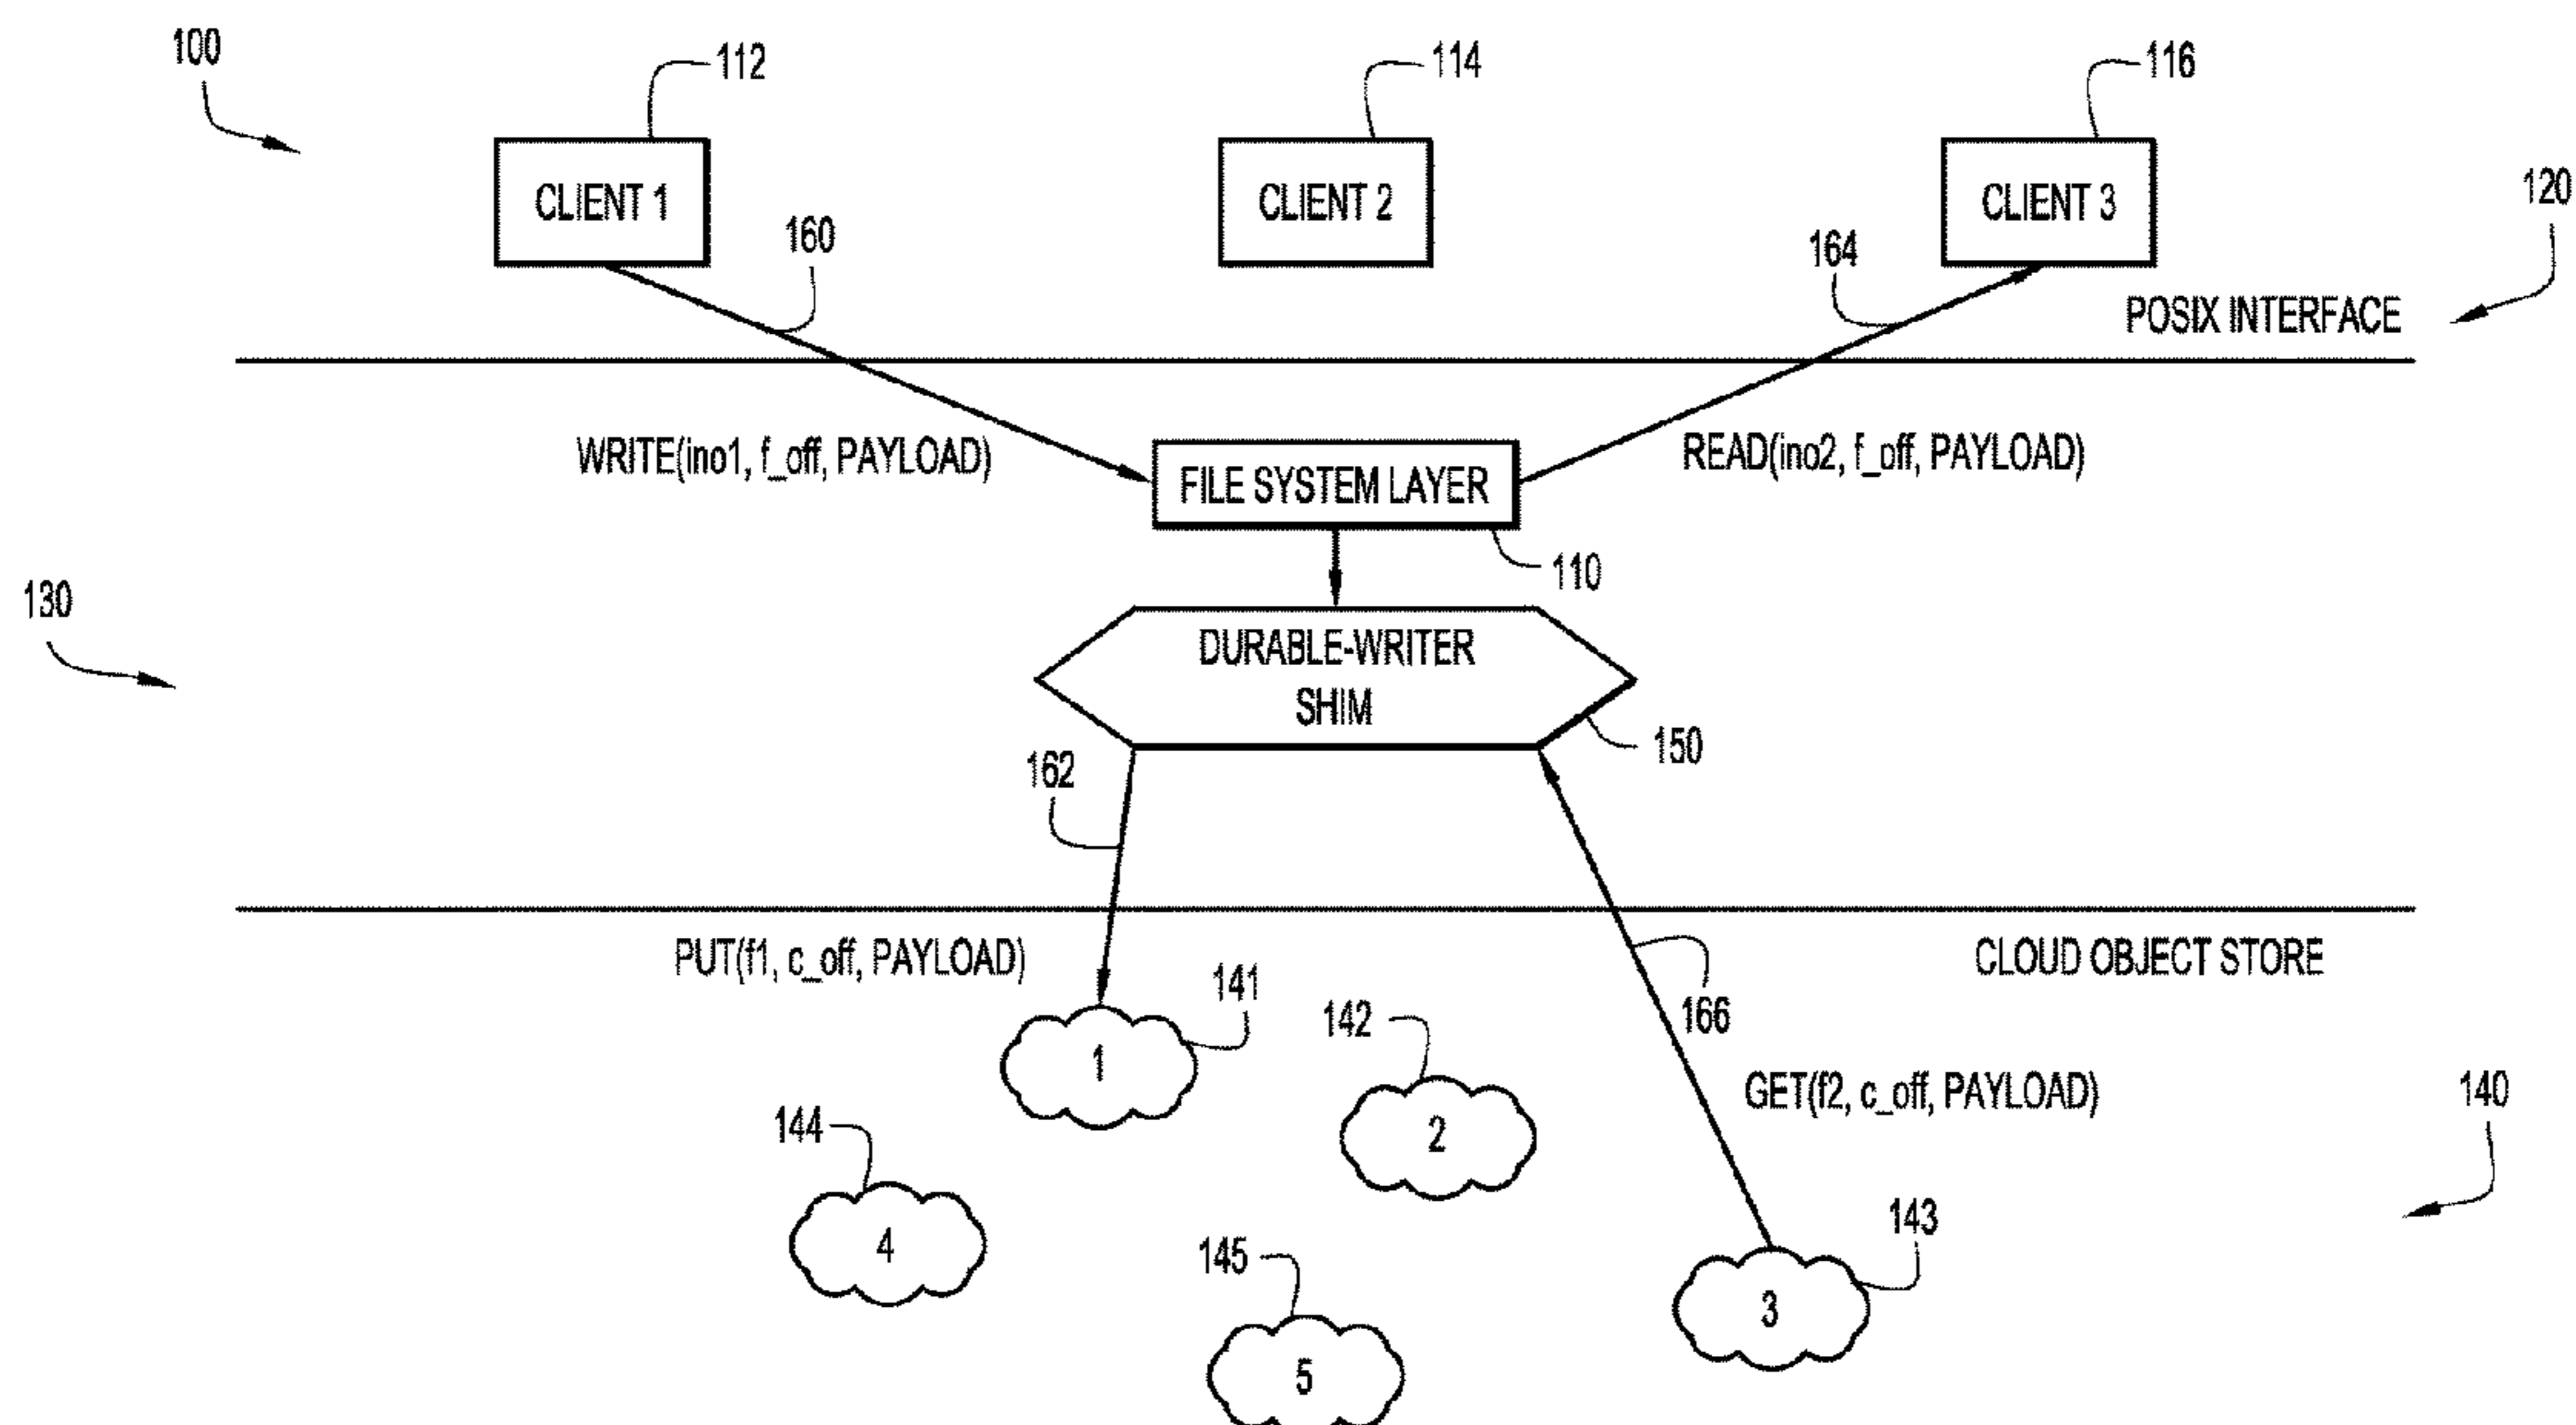 100
112
114
116
CLIENT 1
CLIENT 2
CLIENT 3
120
160
164
POSIX INTERFACE
WRITE(ino1, f_off, PAYLOAD)
FILE SYSTEM LAYER
READ(ino2, f_off, PAYLOAD)
110
130
DURABLE-WRITER
SHIM
150
162
PUT(f1, c_off, PAYLOAD)
CLOUD OBJECT STORE
141
142
166
1
GET(f2, c_off, PAYLOAD)
140
144
2
143
4
145
3
5